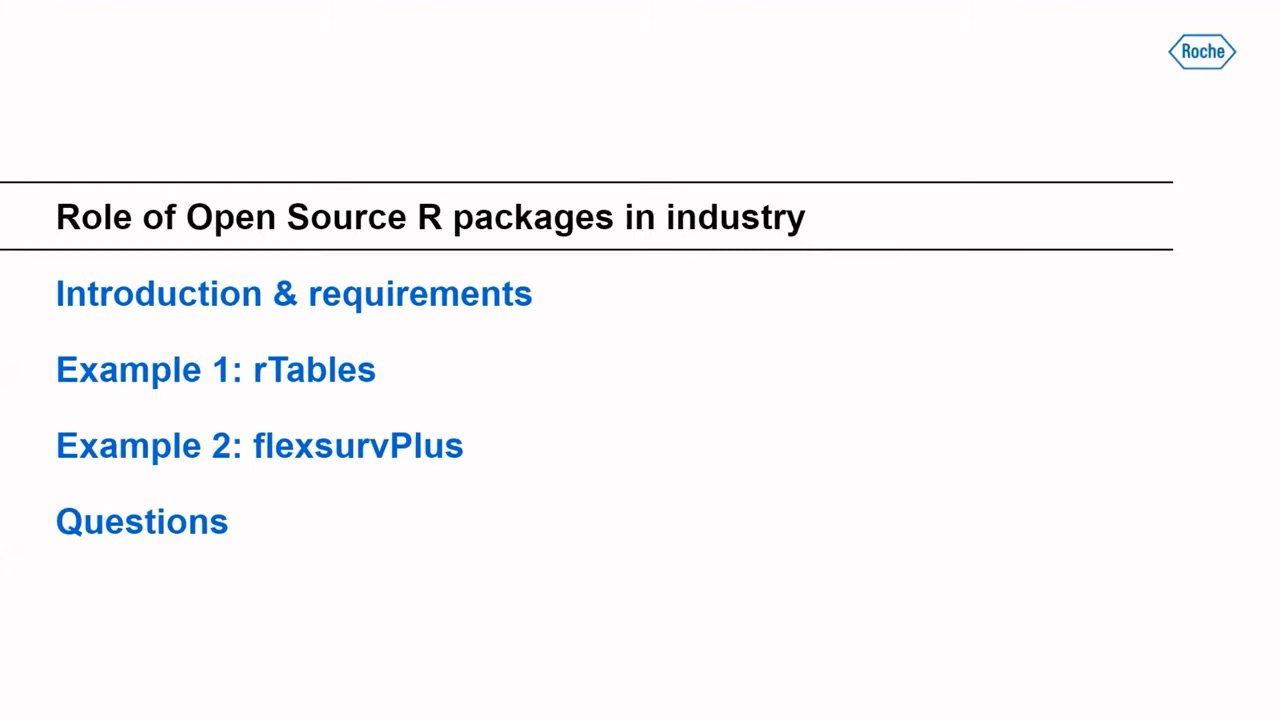 Roche
Role of Open Source R packages in industry
Introduction & requirements
Example 1: rTables
Example 2: flexsurvPlus
Questions